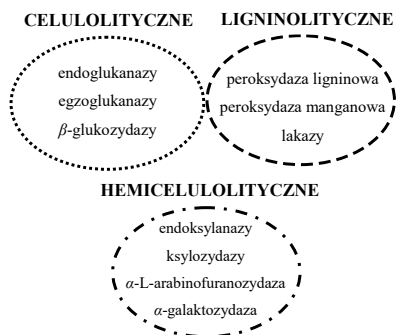 CELULOLITYCZNE
endoglukanazy
egzoglukanazy
β-glukozydazy
LIGNINOLITYCZNE
peroksydaza ligninowa
peroksydaza manganowa
lakazy
HEMICELULOLITYCZNE
endoksylanazy
ksylozydazy
α-L-arabinofuranozydaza
α-galaktozydaza